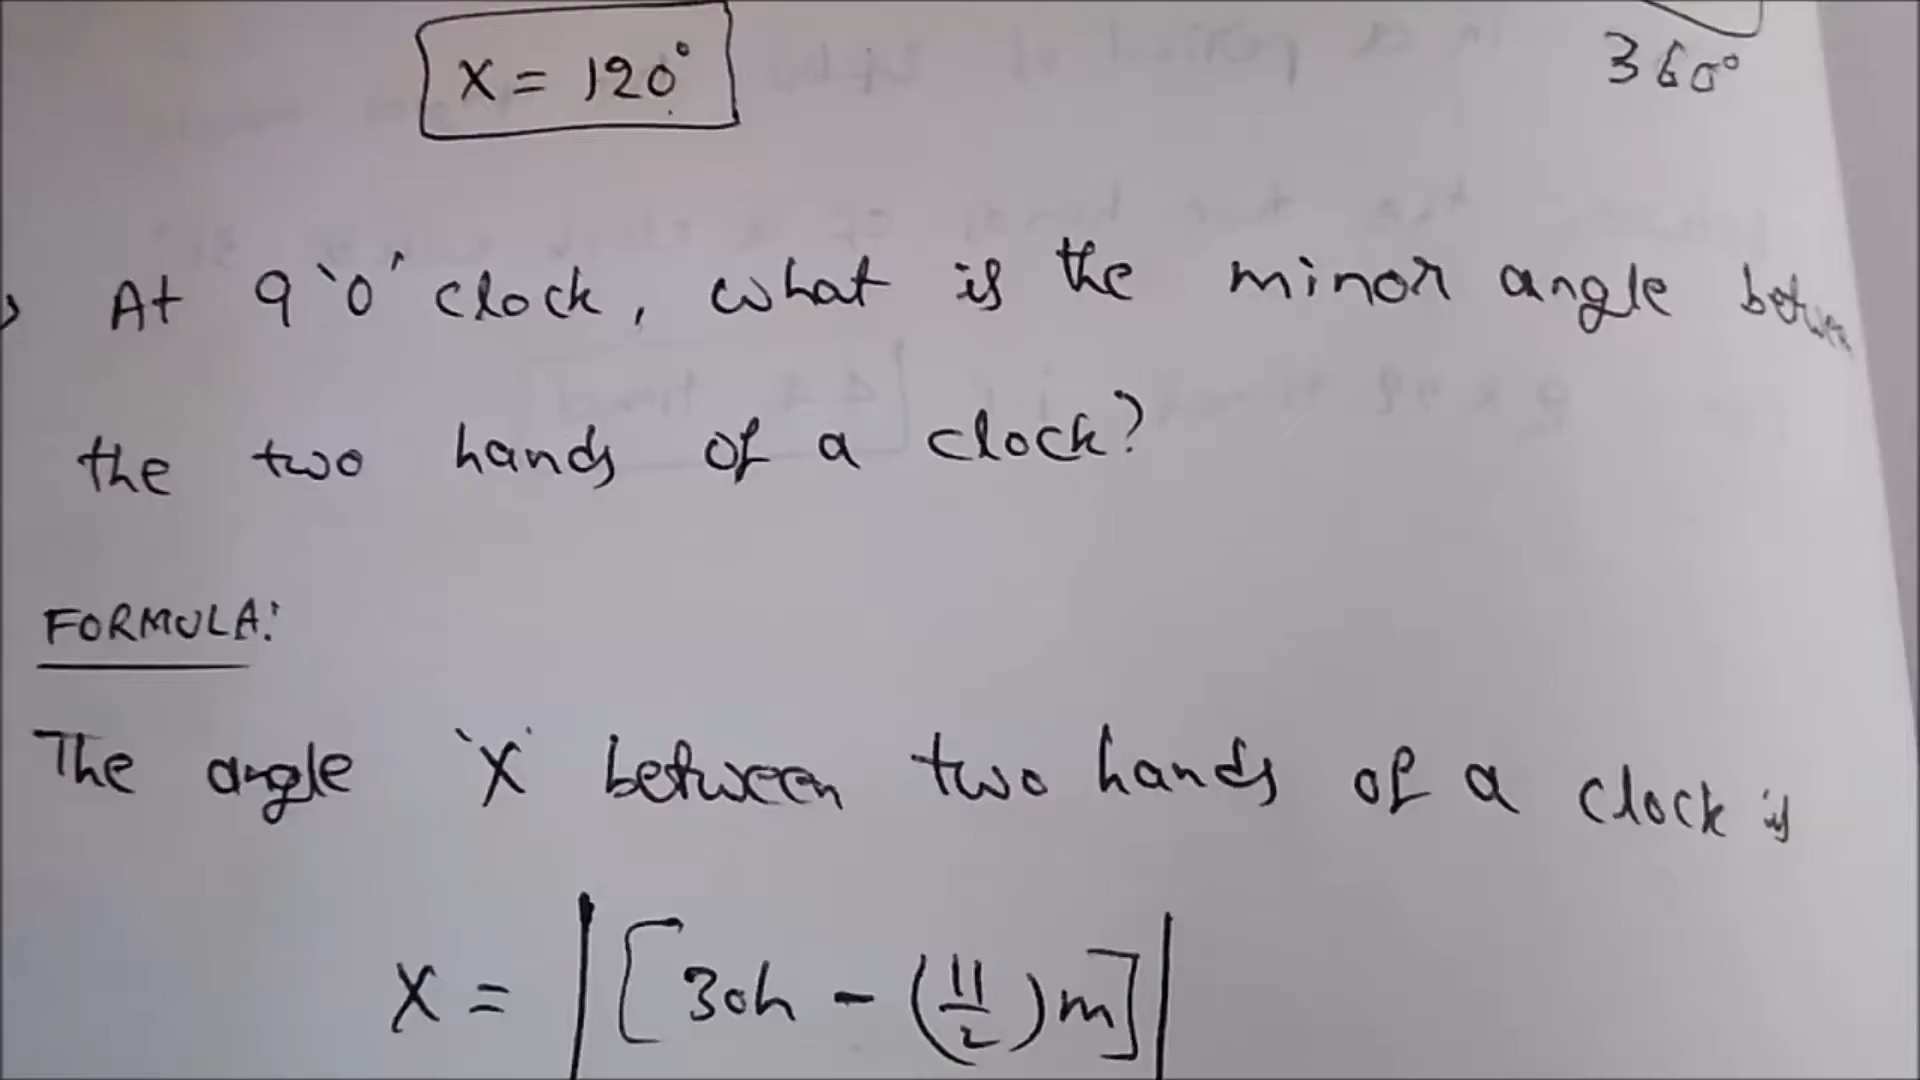 360°
X = 120°
At 9 'o' clock, what is the minor angle between
the two hands of a clock?
FORMULA:
The angle 'X' between two hands of a clock is
X = |[30h - (11/2)m]|